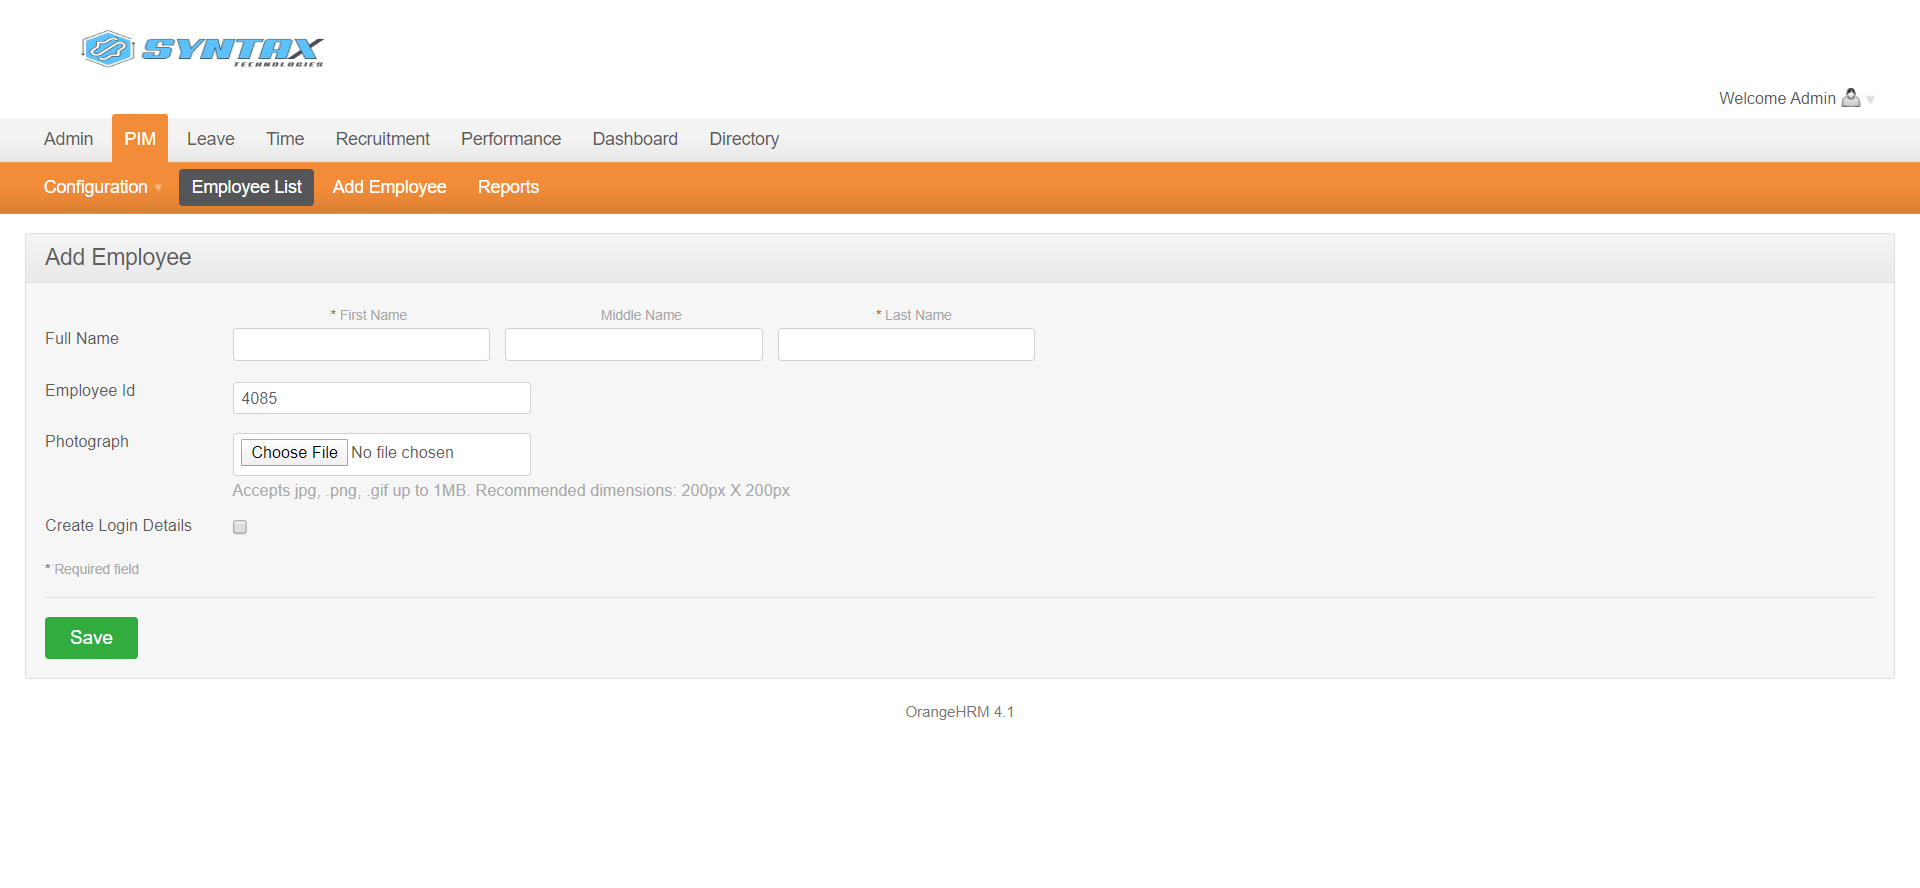 SYNTAX
TECHNOLOGIES
Welcome Admin
Admin PIM Leave Time Recruitment Performance Dashboard Directory
Configuration Employee List Add Employee Reports
Add Employee
* First Name Middle Name * Last Name
Full Name
Employee Id 4085
Photograph Choose File No file chosen
Accepts jpg, .png, .gif up to 1MB. Recommended dimensions: 200px X 200px
Create Login Details
* Required field
Save
OrangeHRM 4.1